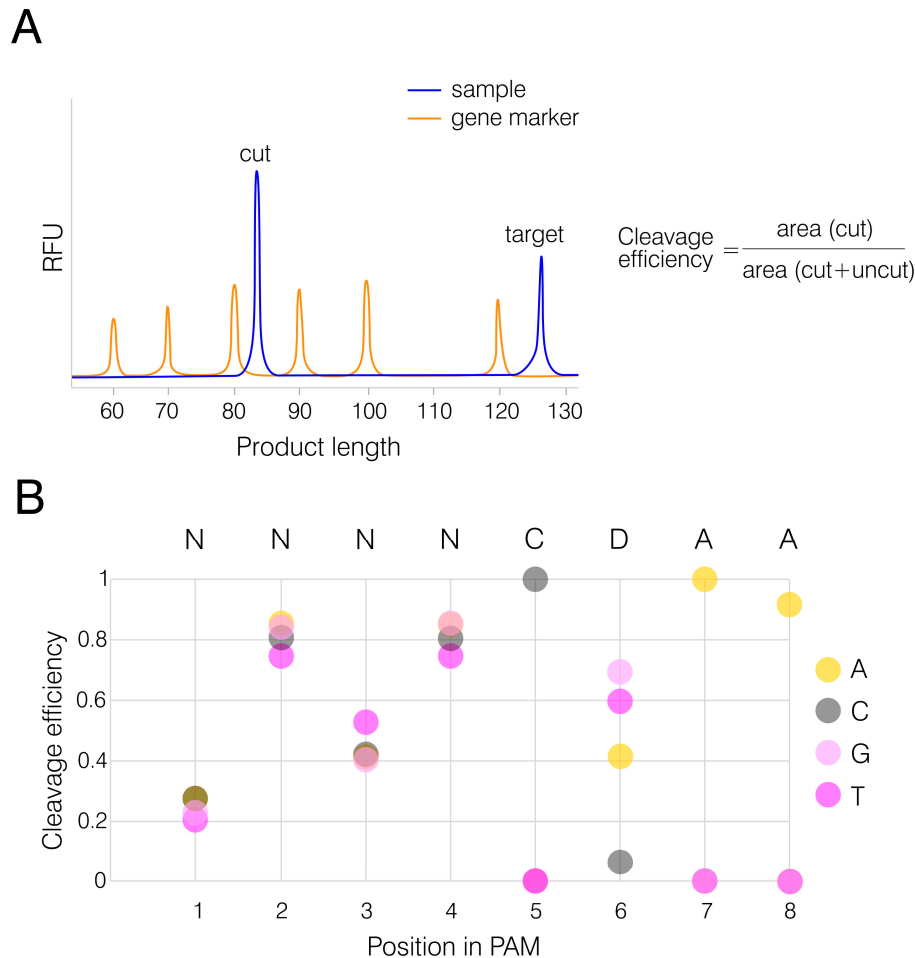 A
sample
gene marker
cut
target
RFU
Cleavage efficiency = area (cut) / area (cut+uncut)
60 70 80 90 100 110 120 130
Product length
B
N N N N C D A A
1
0.8
0.6
0.4
0.2
0
Cleavage efficiency
A
C
G
T
1 2 3 4 5 6 7 8
Position in PAM